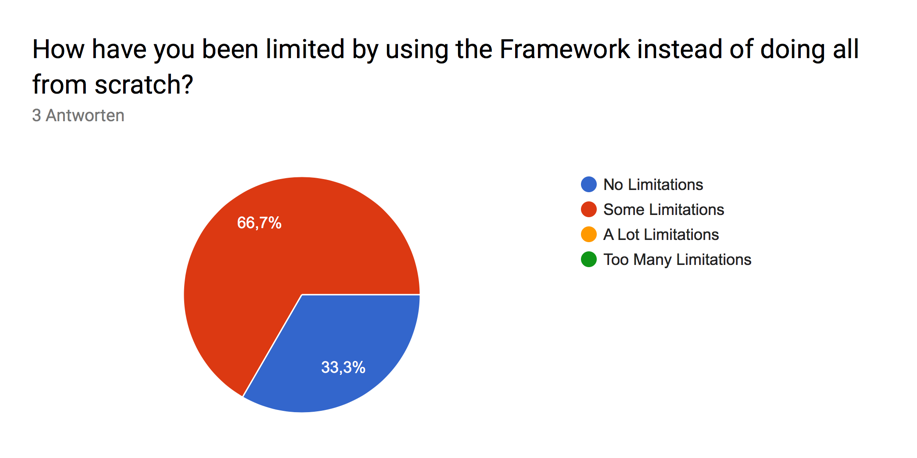 How have you been limited by using the Framework instead of doing all
from scratch?
3 Antworten
66,7%
33,3%
No Limitations
Some Limitations
A Lot Limitations
Too Many Limitations